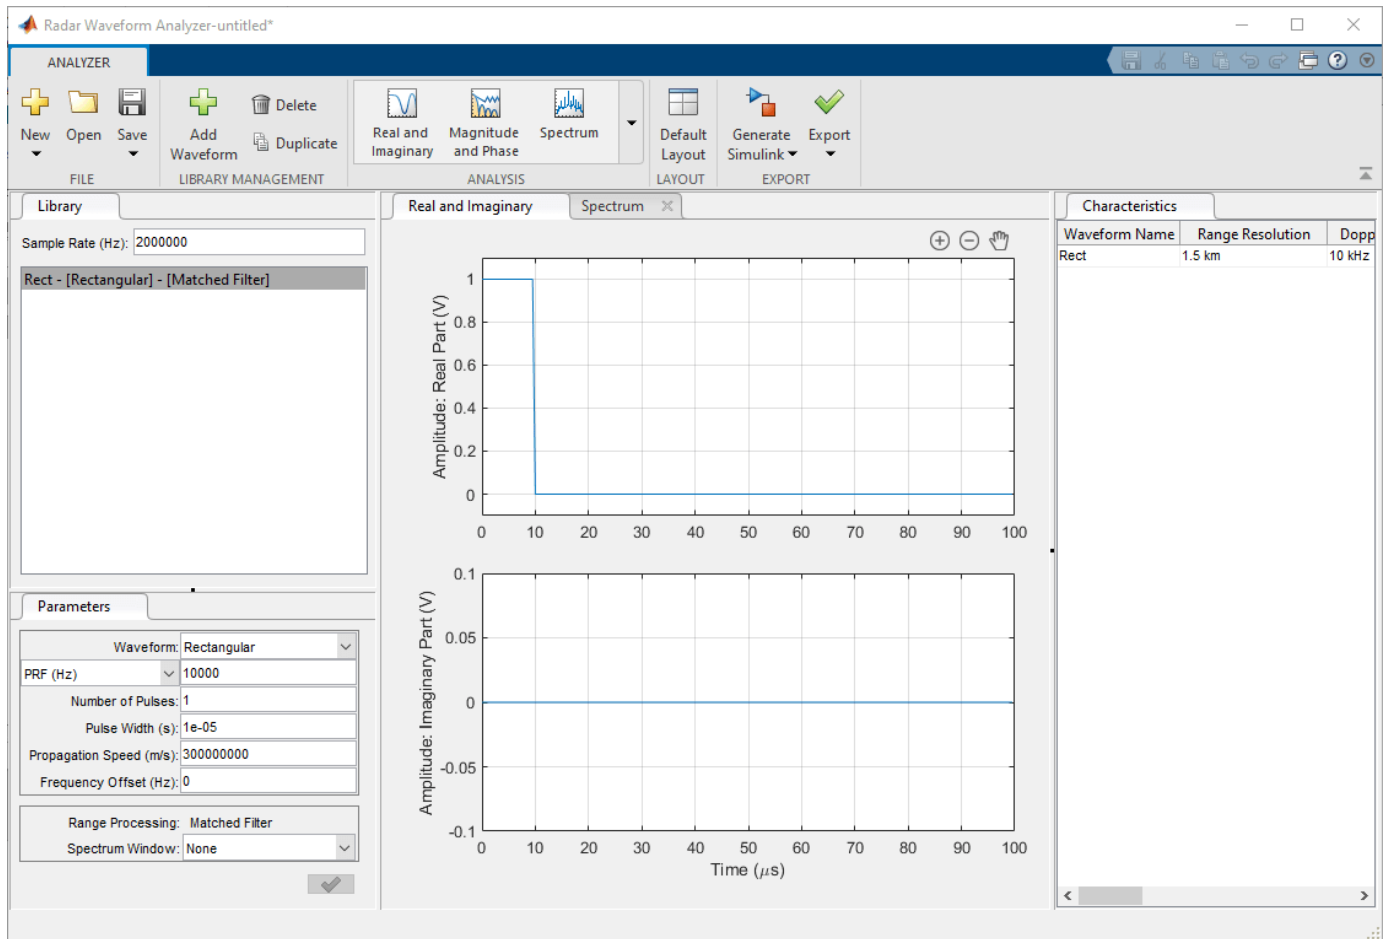 Radar Waveform Analyzer-untitled*
ANALYZER
New
Open
Save
Add
Waveform
Delete
Duplicate
Real and
Imaginary
Magnitude
and Phase
Spectrum
Default
Layout
Generate
Simulink
Export
FILE
LIBRARY MANAGEMENT
ANALYSIS
LAYOUT
EXPORT
Library
Sample Rate (Hz): 2000000
Rect - [Rectangular] - [Matched Filter]
Parameters
Waveform: Rectangular
PRF (Hz) 10000
Number of Pulses: 1
Pulse Width (s): 1e-05
Propagation Speed (m/s): 300000000
Frequency Offset (Hz): 0
Range Processing: Matched Filter
Spectrum Window: None
Real and Imaginary
Spectrum
Amplitude: Real Part (V)
1
0.8
0.6
0.4
0.2
0
0 10 20 30 40 50 60 70 80 90 100
Amplitude: Imaginary Part (V)
0.1
0.05
0
-0.05
-0.1
0 10 20 30 40 50 60 70 80 90 100
Time (μs)
Characteristics
Waveform Name Range Resolution Dopp
Rect 1.5 km 10 kHz